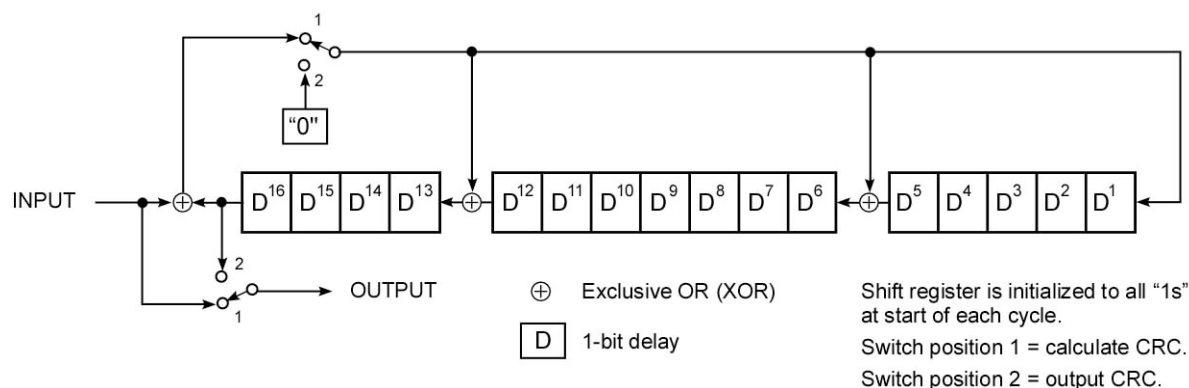 1
2
“0"
INPUT
D16 D15 D14 D13
D12 D11 D10 D9 D8 D7 D6
D5 D4 D3 D2 D1
2
1
OUTPUT
⊕ Exclusive OR (XOR)
D 1-bit delay
Shift register is initialized to all “1s”
at start of each cycle.
Switch position 1 = calculate CRC.
Switch position 2 = output CRC.